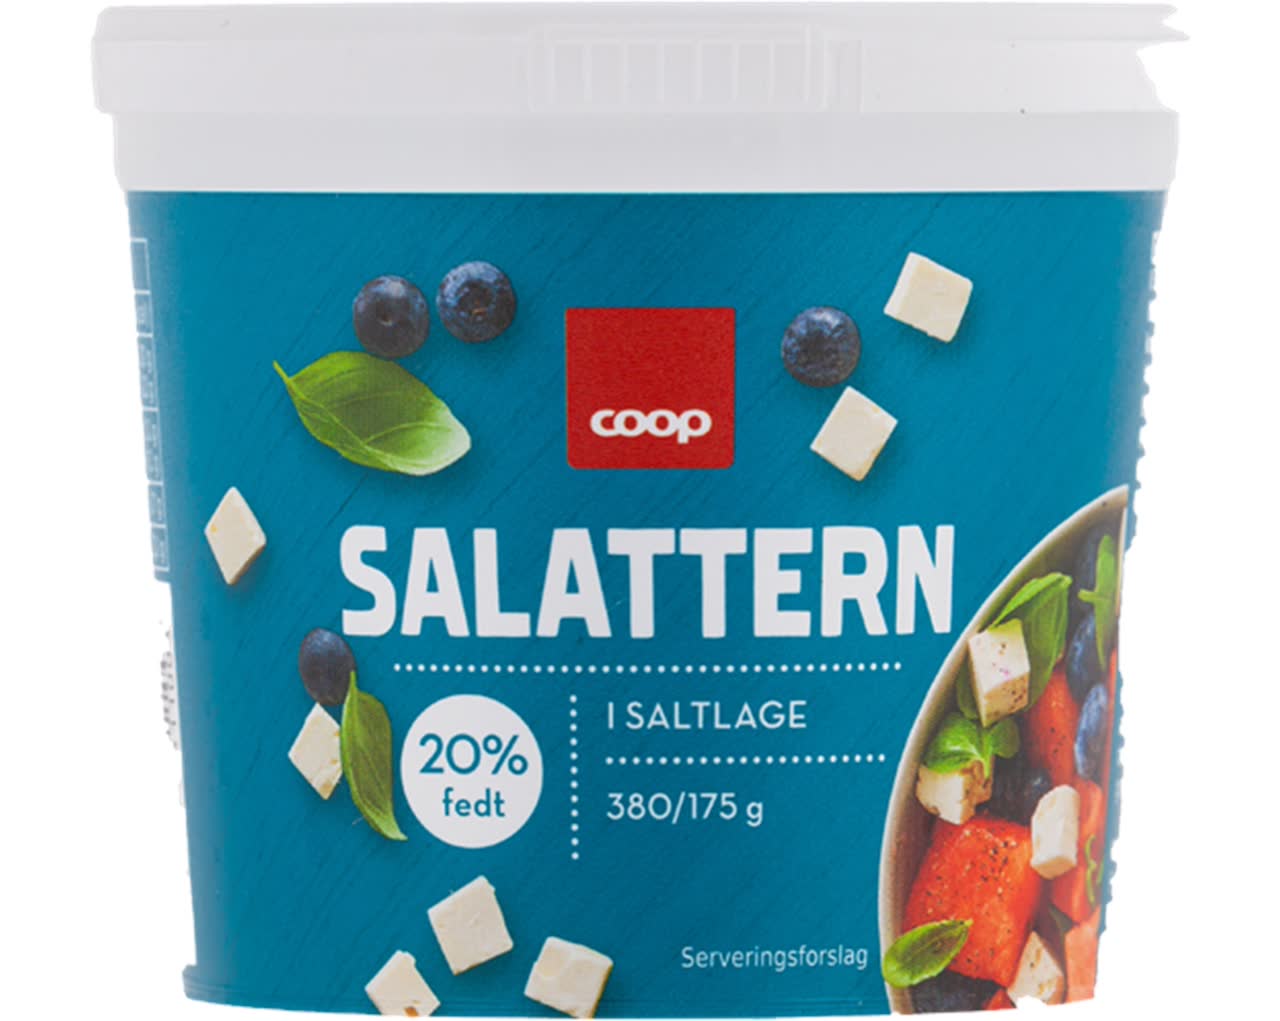 coop
SALATTERN
20%
fedt
I SALTLAGE
380/175 g
Serveringsforslag